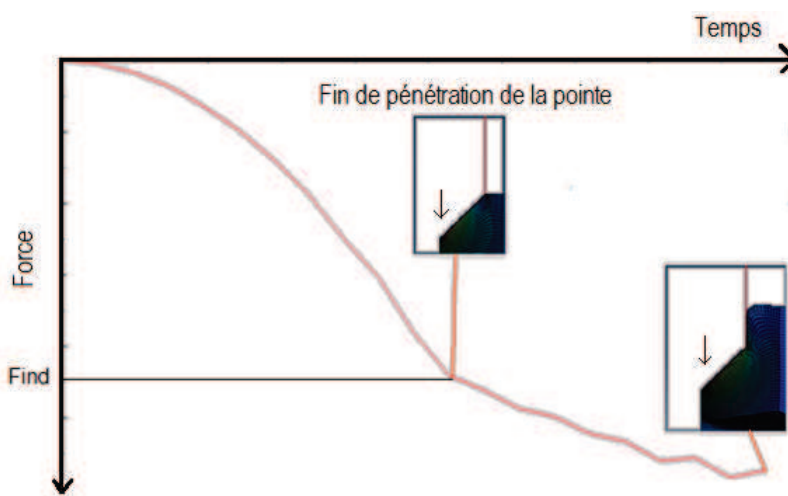 Temps
Fin de pénétration de la pointe
Force
Find